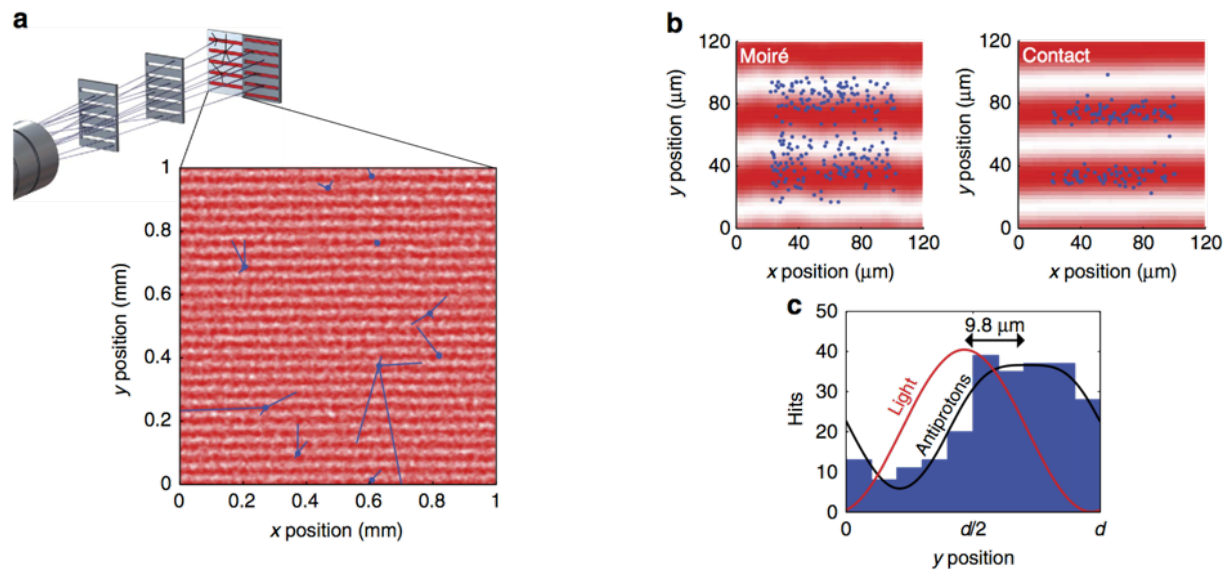 a
1
0.8
0.6
0.4
0.2
0
y position (mm)
0 0.2 0.4 0.6 0.8 1
x position (mm)
b
Moiré
120
80
40
0
y position (μm)
0 40 80 120
x position (μm)
Contact
120
80
40
0
y position (μm)
0 40 80 120
x position (μm)
c
50
40
30
20
10
0
Hits
9.8 μm
Light
Antiprotons
0 d/2 d
y position